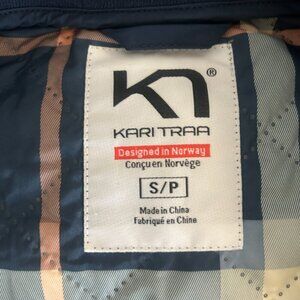 ®
KARI TRAA
Designed in Norway
Conçu en Norvège
S/P
Made in China
Fabriqué en Chine